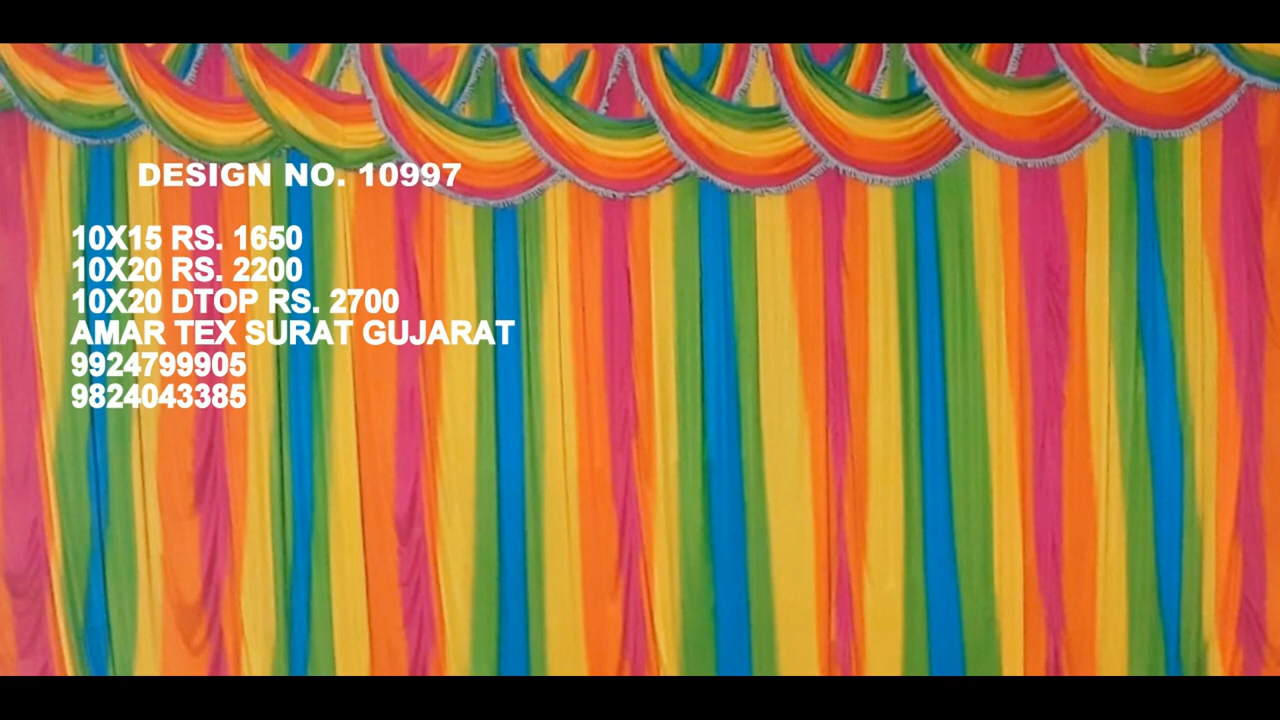 DESIGN NO. 10997
10X15 RS. 1650
10X20 RS. 2200
10X20 DTOP RS. 2700
AMAR TEX SURAT GUJARAT
9924799905
9824043385